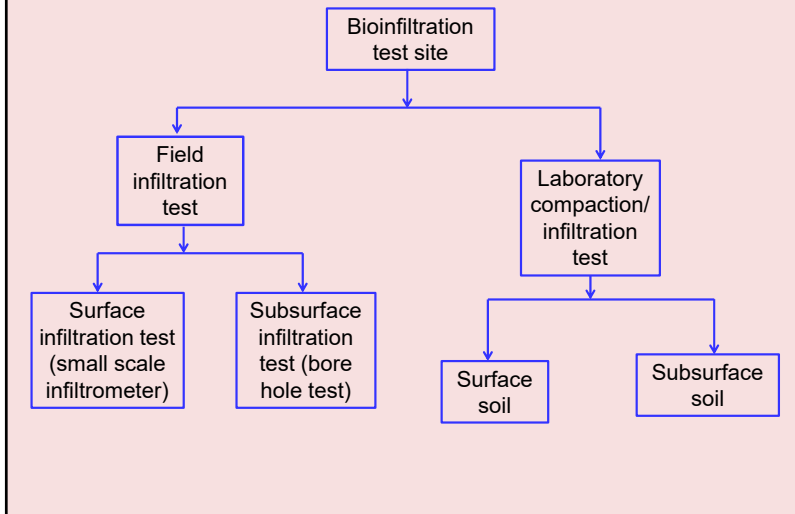 Bioinfiltration
test site
Field
infiltration
test
Laboratory
compaction/
infiltration
test
Surface
infiltration test
(small scale
infiltrometer)
Subsurface
infiltration
test (bore
hole test)
Surface
soil
Subsurface
soil